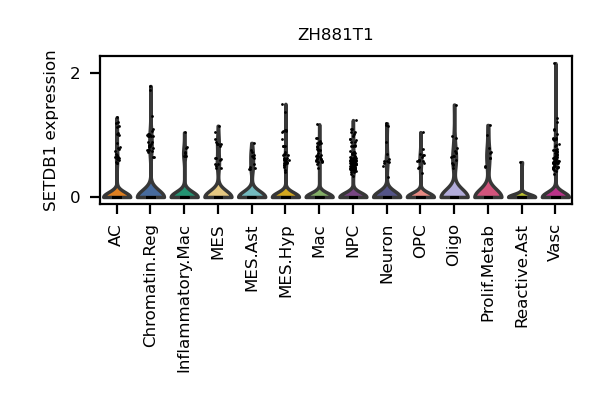 ZH881T1
SETDB1 expression
2
0
AC
Chromatin.Reg
Inflammatory.Mac
MES
MES.Ast
MES.Hyp
Mac
NPC
Neuron
OPC
Oligo
Prolif.Metab
Reactive.Ast
Vasc